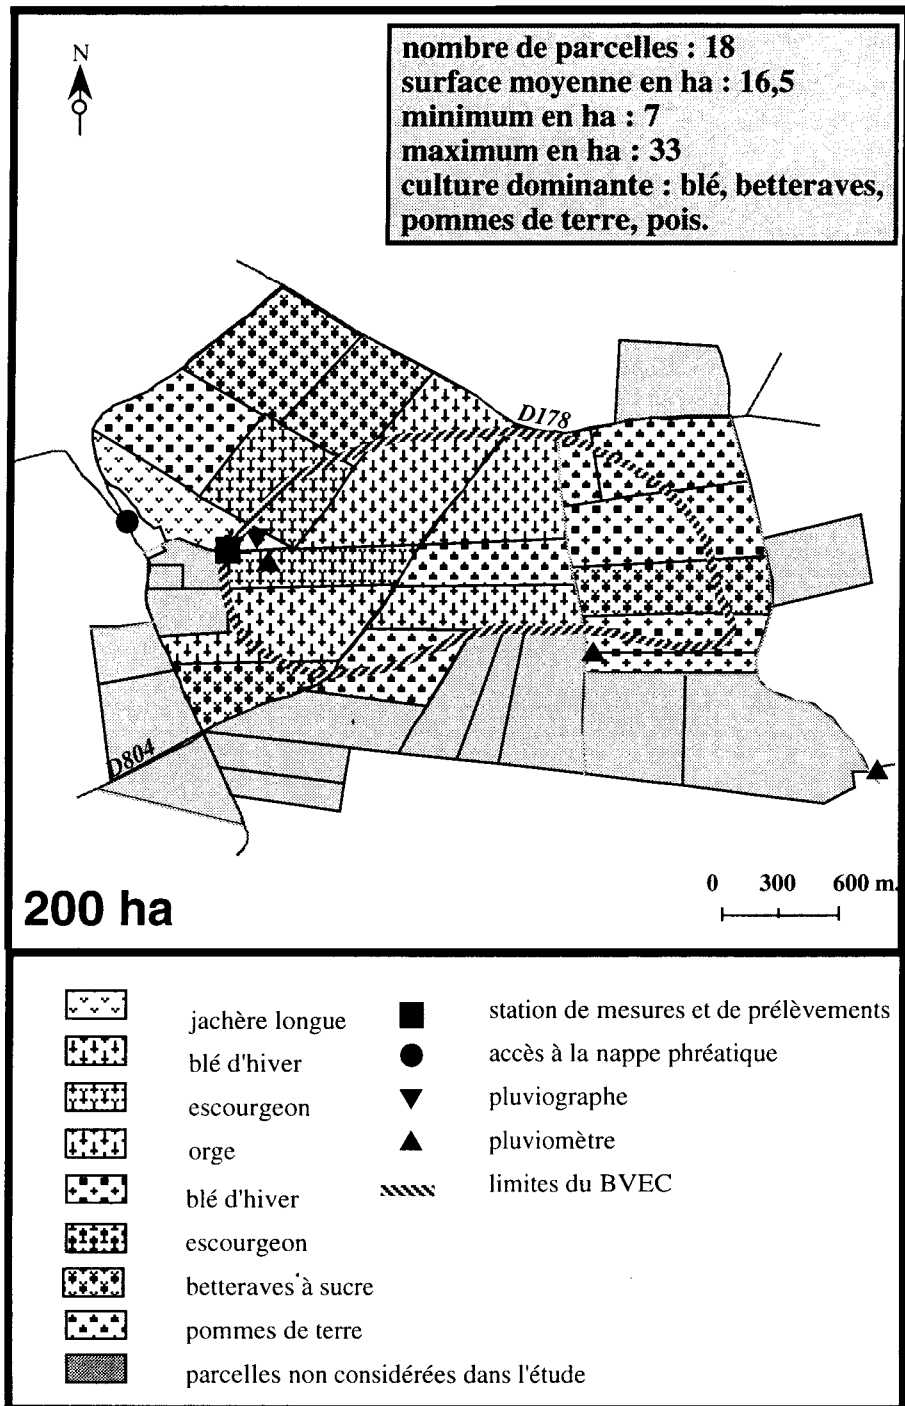 N
nombre de parcelles : 18
surface moyenne en ha : 16,5
minimum en ha : 7
maximum en ha : 33
culture dominante : blé, betteraves,
pommes de terre, pois.
D178
D804
200 ha
0 300 600 m.
jachère longue
blé d'hiver
escourgeon
orge
blé d'hiver
escourgeon
betteraves à sucre
pommes de terre
parcelles non considérées dans l'étude
station de mesures et de prélèvements
accès à la nappe phréatique
pluviographe
pluviomètre
limites du BVEC